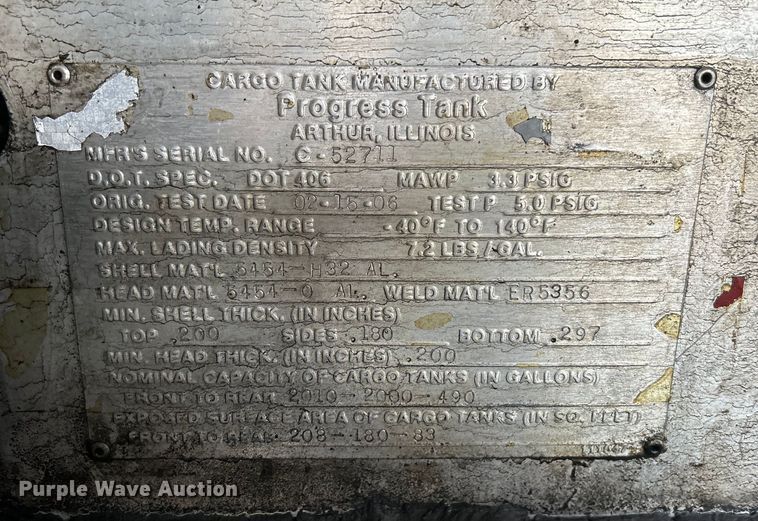 CARGO TANK MANUFACTURED BY
Progress Tank
ARTHUR, ILLINOIS
MFR'S SERIAL NO. C-52711
D.O.T. SPEC. DOT 406 MAWP 3.3 PSIG
ORIG. TEST DATE 02-15-06 TEST P 5.0 PSIG
DESIGN TEMP. RANGE -40°F TO 140°F
MAX. LADING DENSITY 7.2 LBS/GAL.
SHELL MAT'L 5454-H32 AL.
HEAD MAT'L 5454-O AL. WELD MAT'L ER5356
MIN. SHELL THICK. (IN INCHES)
TOP .200 SIDES .180 BOTTOM .297
MIN. HEAD THICK. (IN INCHES) .200
NOMINAL CAPACITY OF CARGO TANKS (IN GALLONS)
FRONT TO REAR 2010-2000-490
EXPOSED SURFACE AREA OF CARGO TANKS (IN SQ. FEET)
FRONT TO REAR 208-180-83
Purple Wave Auction